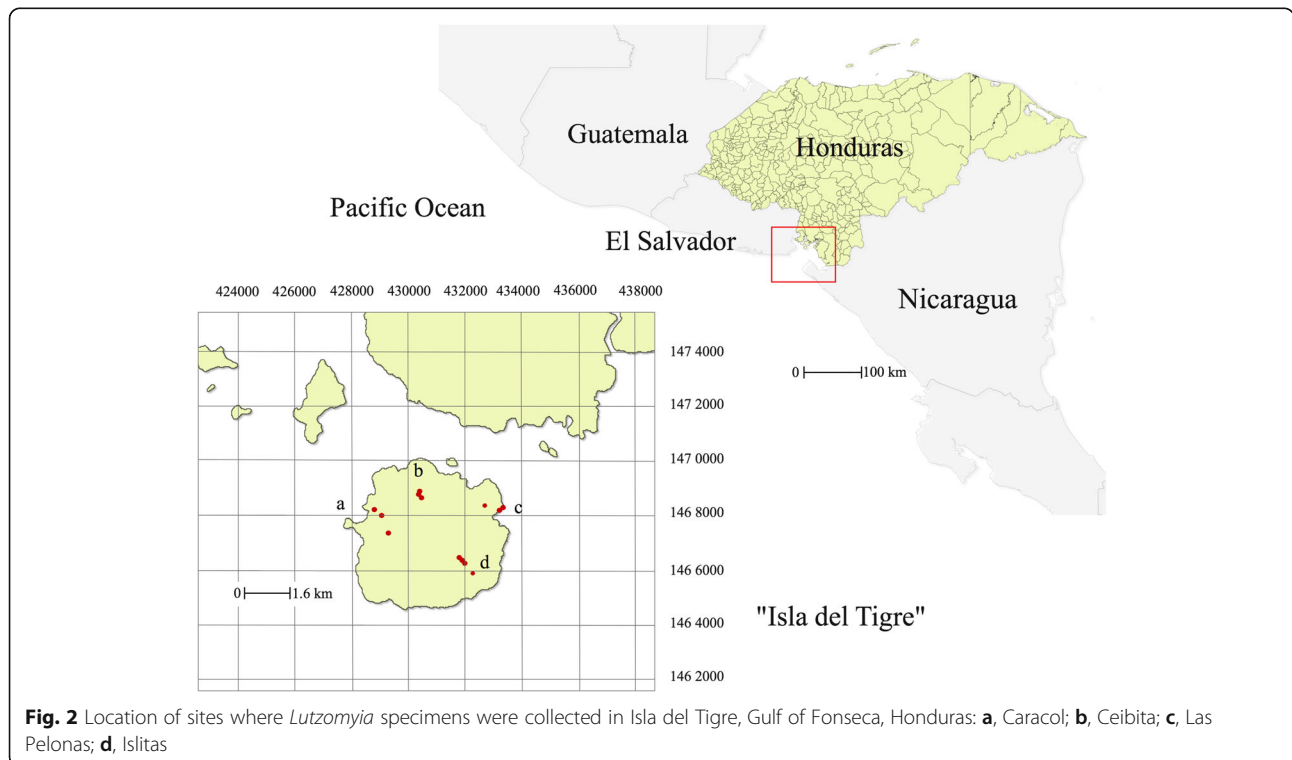 Guatemala
Honduras
Pacific Ocean
El Salvador
Nicaragua
0 100 km
424000 426000 428000 430000 432000 434000 436000 438000
147 4000
147 2000
147 0000
146 8000
146 6000
146 4000
146 2000
a
b
c
d
0 1.6 km
"Isla del Tigre"
Fig. 2 Location of sites where Lutzomyia specimens were collected in Isla del Tigre, Gulf of Fonseca, Honduras: a, Caracol; b, Ceibita; c, Las
Pelonas; d, Islitas